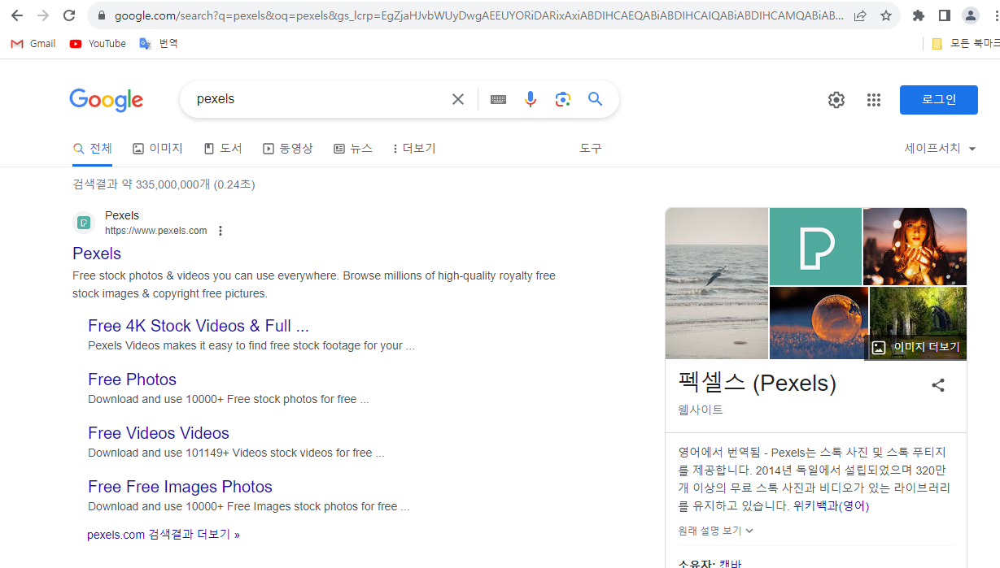 google.com/search?q=pexels&oq=pexels&gs_lcrp=EgZjaHJvbWUyDwgAEEUYORiDARixAxiABDIHCAEQABiABDIHCAIQABiABDIHCAMQABiAB...
Gmail YouTube 번역 모든 북마크
Google pexels 로그인
전체 이미지 도서 동영상 뉴스 더보기 도구 세이프서치
검색결과 약 335,000,000개 (0.24초)
Pexels
https://www.pexels.com
Pexels
Free stock photos & videos you can use everywhere. Browse millions of high-quality royalty free
stock images & copyright free pictures.
Free 4K Stock Videos & Full ...
Pexels Videos makes it easy to find free stock footage for your ...
Free Photos
Download and use 10000+ Free stock photos for free ...
Free Videos Videos
Download and use 101149+ Videos stock videos for free ...
Free Free Images Photos
Download and use 10000+ Free Images stock photos for free ...
pexels.com 검색결과 더보기 »
이미지 더보기
펙셀스 (Pexels)
웹사이트
영어에서 번역됨 - Pexels는 스톡 사진 및 스톡 푸티지
를 제공합니다. 2014년 독일에서 설립되었으며 320만
개 이상의 무료 스톡 사진과 비디오가 있는 라이브러리
를 유지하고 있습니다. 위키백과(영어)
원래 설명 보기
소유자: 캔바